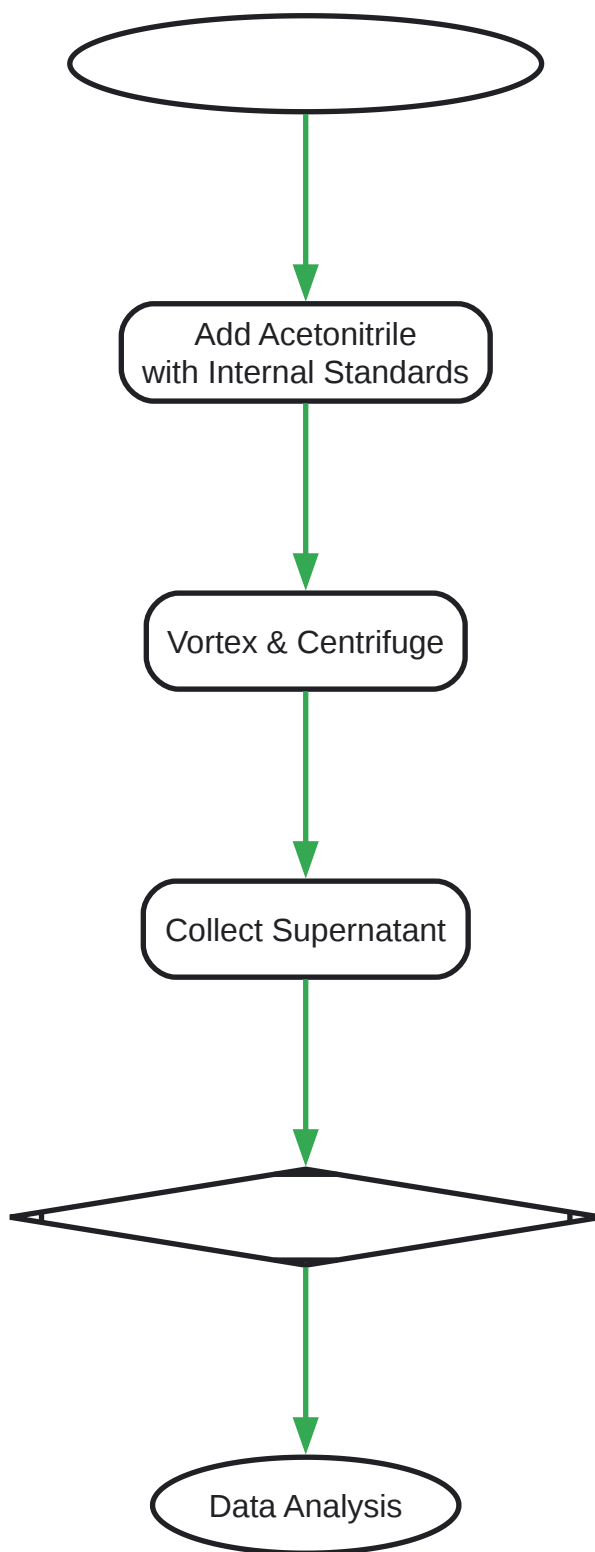 Add Acetonitrile
with Internal Standards
Vortex & Centrifuge
Collect Supernatant
Data Analysis